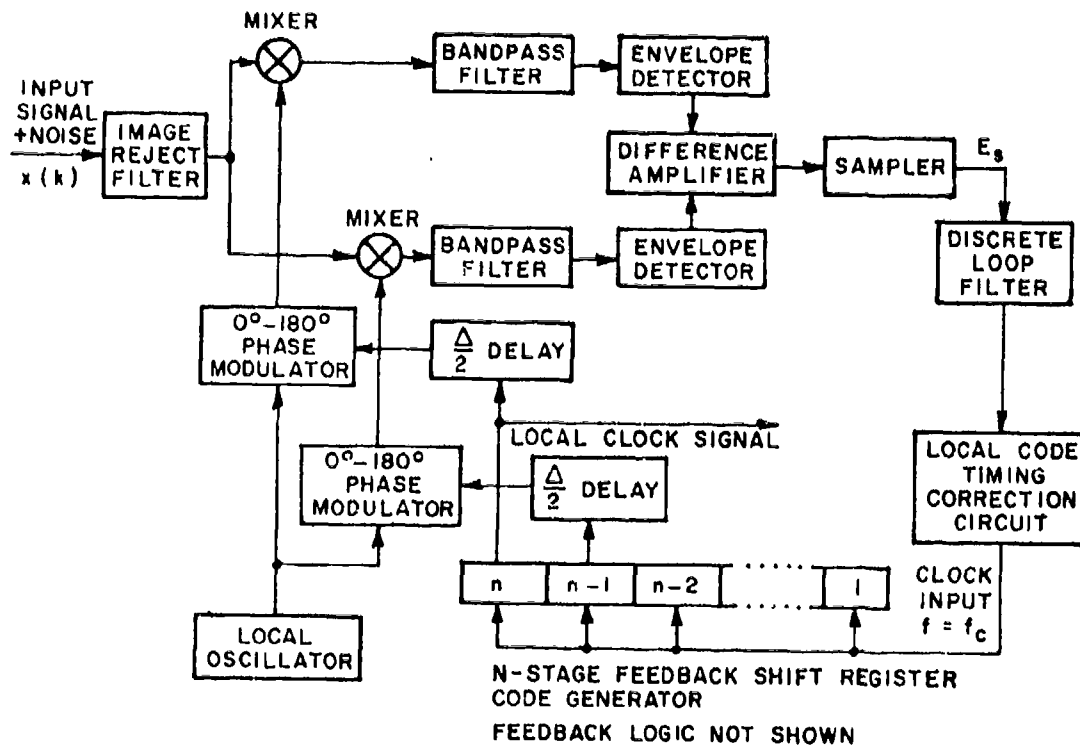 MIXER
INPUT
SIGNAL
+NOISE
x(k)
IMAGE
REJECT
FILTER
BANDPASS
FILTER
ENVELOPE
DETECTOR
DIFFERENCE
AMPLIFIER
SAMPLER
E_s
MIXER
BANDPASS
FILTER
ENVELOPE
DETECTOR
DISCRETE
LOOP
FILTER
0°-180°
PHASE
MODULATOR
Δ/2 DELAY
LOCAL CLOCK SIGNAL
0°-180°
PHASE
MODULATOR
Δ/2 DELAY
LOCAL CODE
TIMING
CORRECTION
CIRCUIT
n n-1 n-2 1
CLOCK
INPUT
f = f_c
LOCAL
OSCILLATOR
N-STAGE FEEDBACK SHIFT REGISTER
CODE GENERATOR
FEEDBACK LOGIC NOT SHOWN